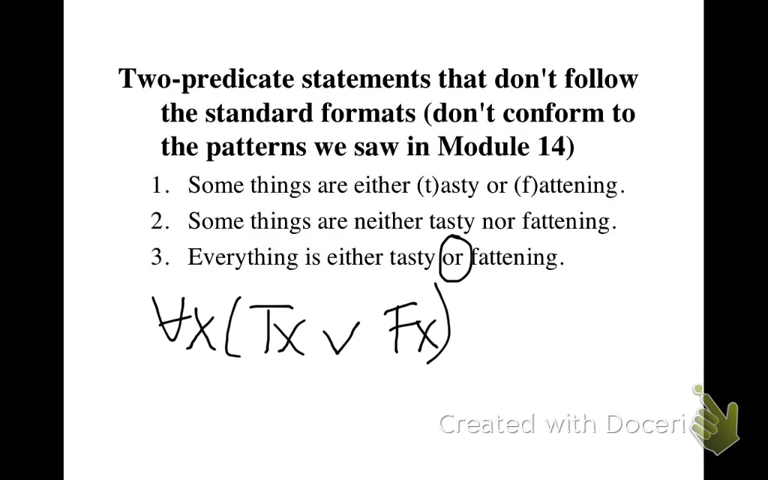 Two-predicate statements that don't follow
the standard formats (don't conform to
the patterns we saw in Module 14)
1. Some things are either (t)asty or (f)attening.
2. Some things are neither tasty nor fattening.
3. Everything is either tasty or fattening.
∀x(Tx ∨ Fx)
Created with Doceri